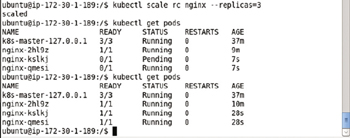 ubuntu@ip-172-30-1-189:/$ kubectl scale rc nginx --replicas=3
scaled
ubuntu@ip-172-30-1-189:/$ kubectl get pods
NAME READY STATUS RESTARTS AGE
k8s-master-127.0.0.1 3/3 Running 0 37m
nginx-2hl9z 1/1 Running 0 9m
nginx-kslkj 0/1 Pending 0 7s
nginx-qmesi 0/1 Pending 0 7s
ubuntu@ip-172-30-1-189:/$ kubectl get pods
NAME READY STATUS RESTARTS AGE
k8s-master-127.0.0.1 3/3 Running 0 37m
nginx-2hl9z 1/1 Running 0 10m
nginx-kslkj 1/1 Running 0 28s
nginx-qmesi 1/1 Running 0 28s
ubuntu@ip-172-30-1-189:/$